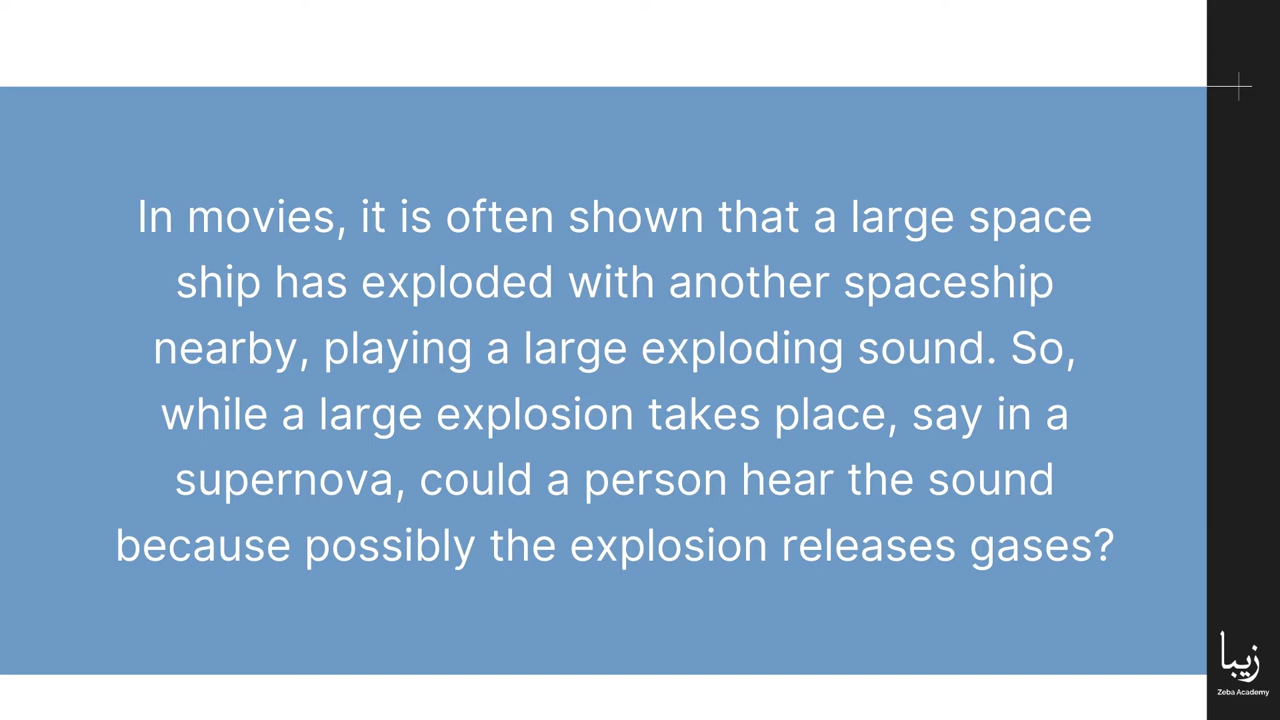 In movies, it is often shown that a large space
ship has exploded with another spaceship
nearby, playing a large exploding sound. So,
while a large explosion takes place, say in a
supernova, could a person hear the sound
because possibly the explosion releases gases?
زیبا
Zeba Academy